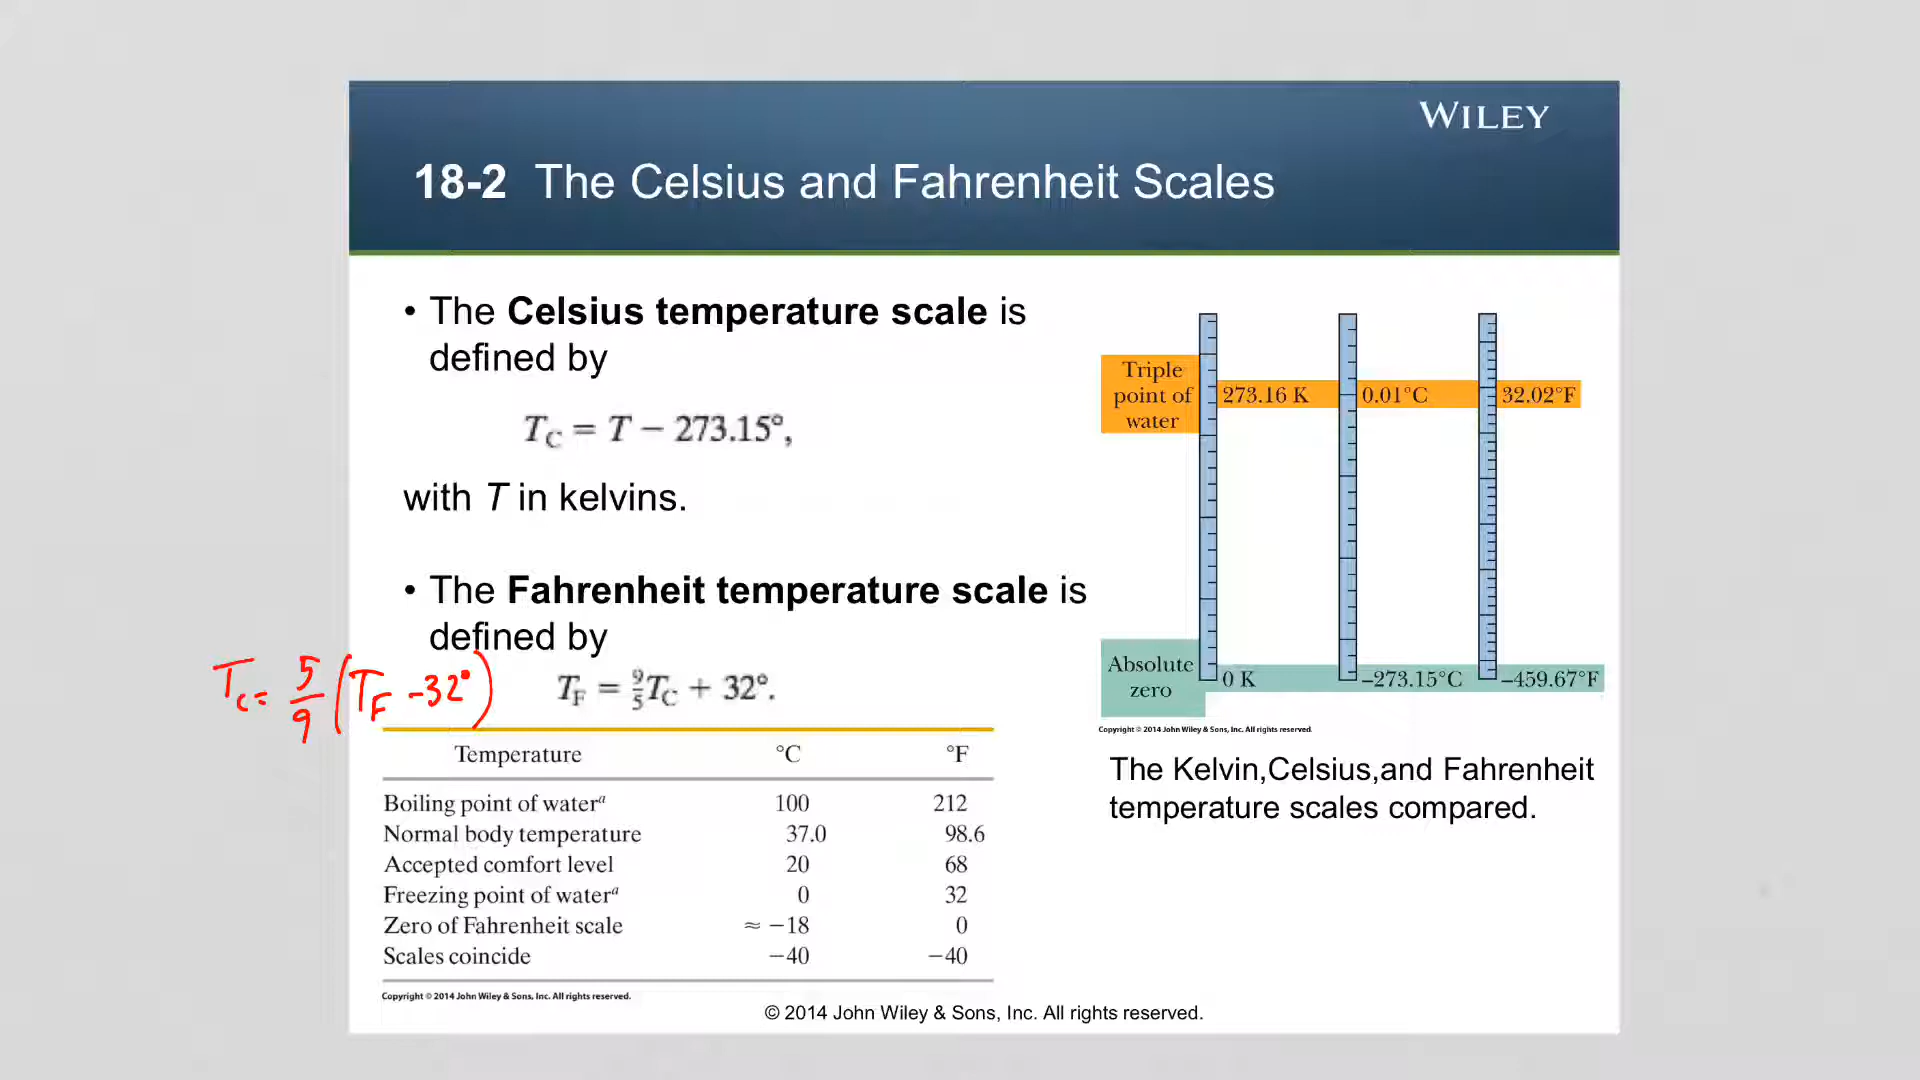 WILEY
18-2 The Celsius and Fahrenheit Scales
• The Celsius temperature scale is
defined by
T_C = T − 273.15°,
with T in kelvins.
• The Fahrenheit temperature scale is
defined by
T_F = 9/5 T_C + 32°.
T_C = 5/9 (T_F − 32°)
Temperature °C °F
Boiling point of water^a 100 212
Normal body temperature 37.0 98.6
Accepted comfort level 20 68
Freezing point of water^a 0 32
Zero of Fahrenheit scale ≈ −18 0
Scales coincide −40 −40
Copyright © 2014 John Wiley & Sons, Inc. All rights reserved.
Triple
point of
water
273.16 K 0.01°C 32.02°F
Absolute
zero
0 K −273.15°C −459.67°F
Copyright © 2014 John Wiley & Sons, Inc. All rights reserved.
The Kelvin,Celsius,and Fahrenheit
temperature scales compared.
© 2014 John Wiley & Sons, Inc. All rights reserved.